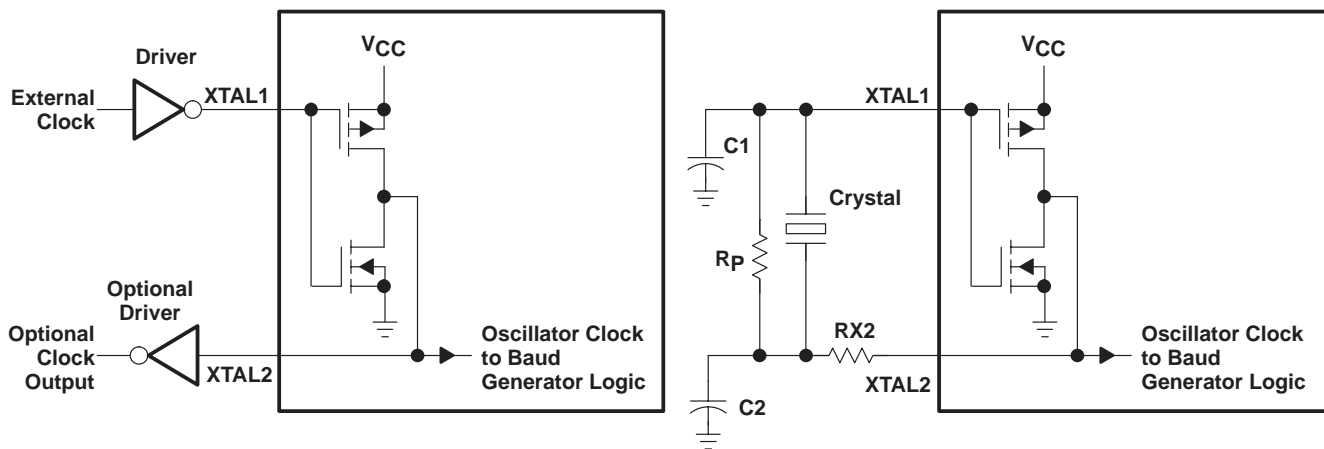 Driver
External
Clock
XTAL1
VCC
Optional
Driver
Optional
Clock
Output
XTAL2
Oscillator Clock
to Baud
Generator Logic
VCC
XTAL1
C1
Crystal
RP
RX2
XTAL2
C2
Oscillator Clock
to Baud
Generator Logic